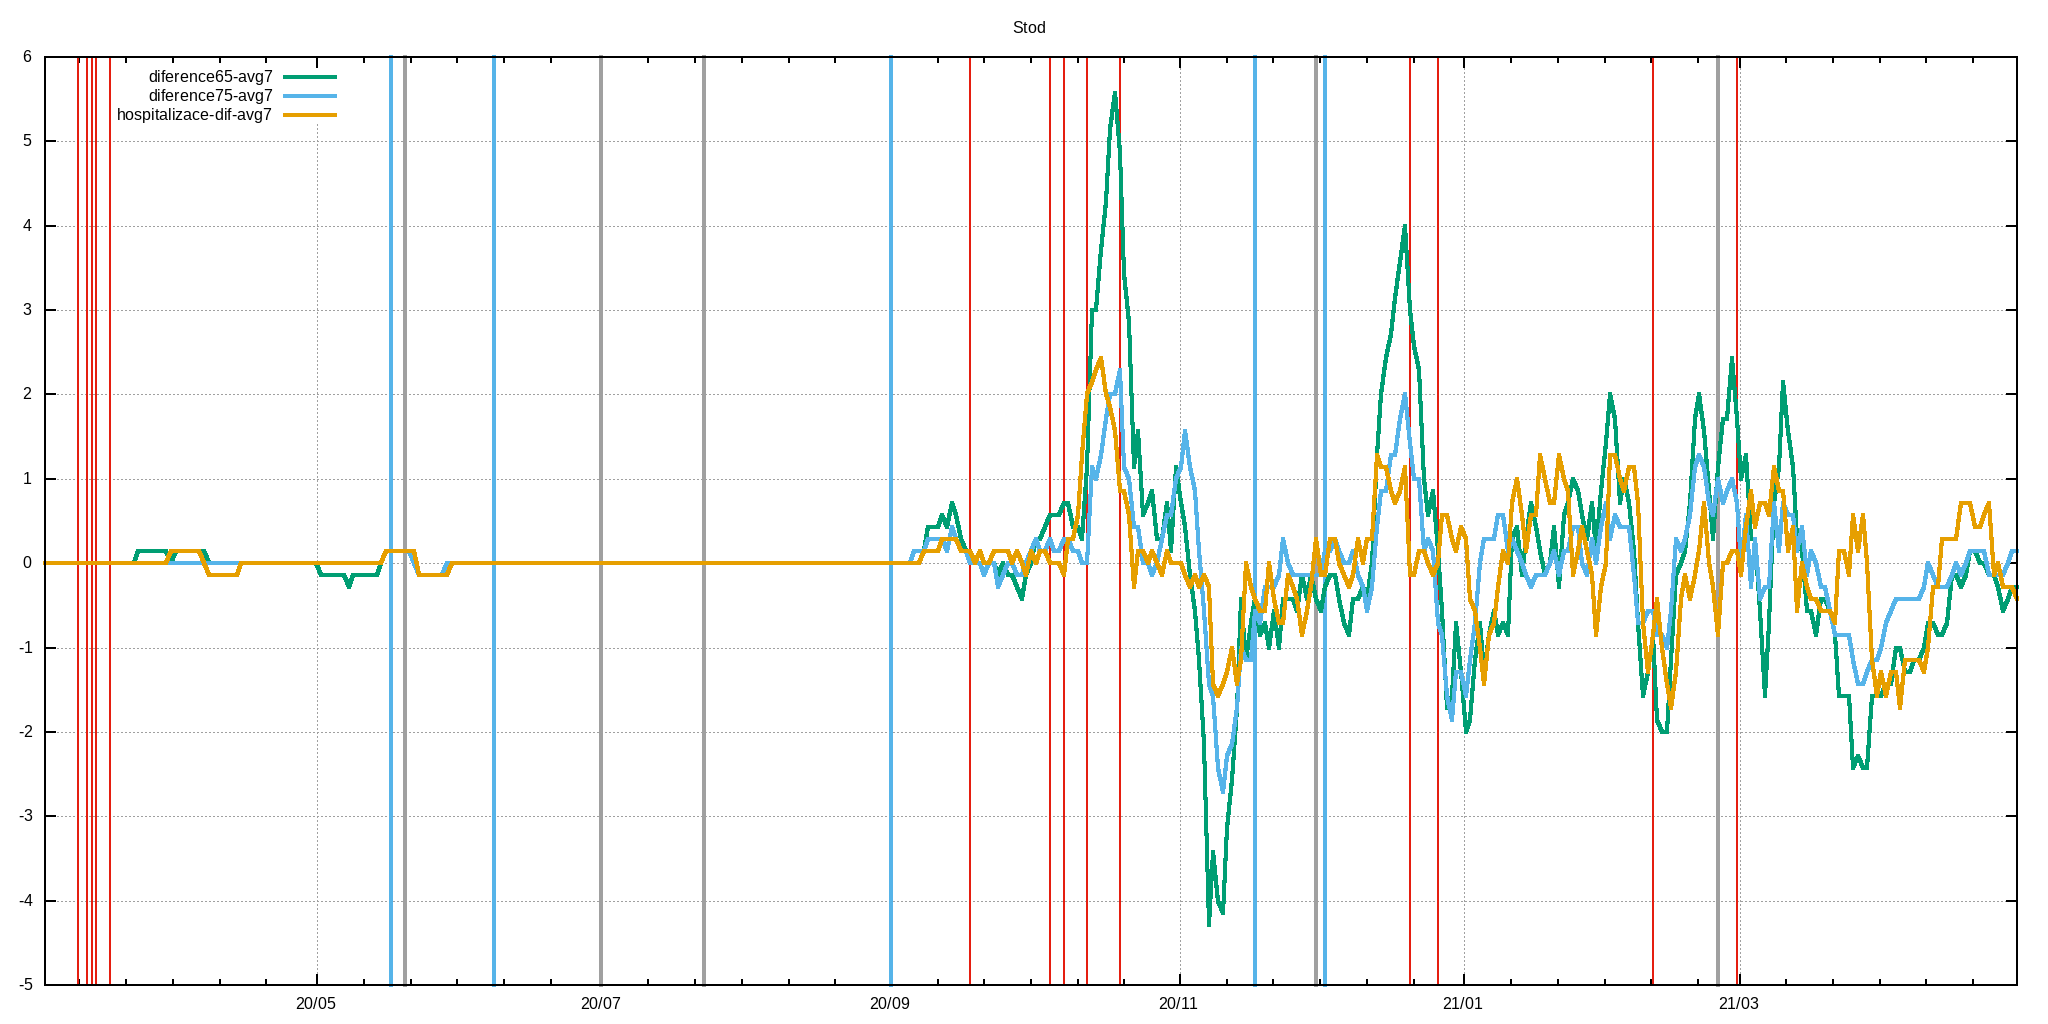 Stod
diference65-avg7
diference75-avg7
hospitalizace-dif-avg7
6
5
4
3
2
1
0
-1
-2
-3
-4
-5
20/05 20/07 20/09 20/11 21/01 21/03